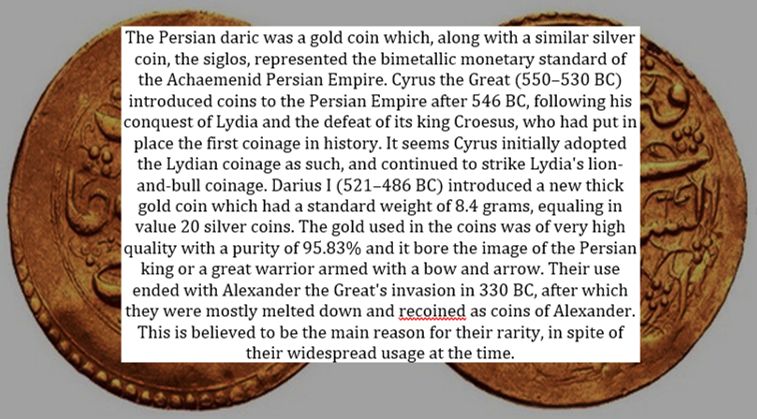 The Persian daric was a gold coin which, along with a similar silver
coin, the siglos, represented the bimetallic monetary standard of
the Achaemenid Persian Empire. Cyrus the Great (550–530 BC)
introduced coins to the Persian Empire after 546 BC, following his
conquest of Lydia and the defeat of its king Croesus, who had put in
place the first coinage in history. It seems Cyrus initially adopted
the Lydian coinage as such, and continued to strike Lydia's lion-
and-bull coinage. Darius I (521–486 BC) introduced a new thick
gold coin which had a standard weight of 8.4 grams, equaling in
value 20 silver coins. The gold used in the coins was of very high
quality with a purity of 95.83% and it bore the image of the Persian
king or a great warrior armed with a bow and arrow. Their use
ended with Alexander the Great's invasion in 330 BC, after which
they were mostly melted down and recoined as coins of Alexander.
This is believed to be the main reason for their rarity, in spite of
their widespread usage at the time.